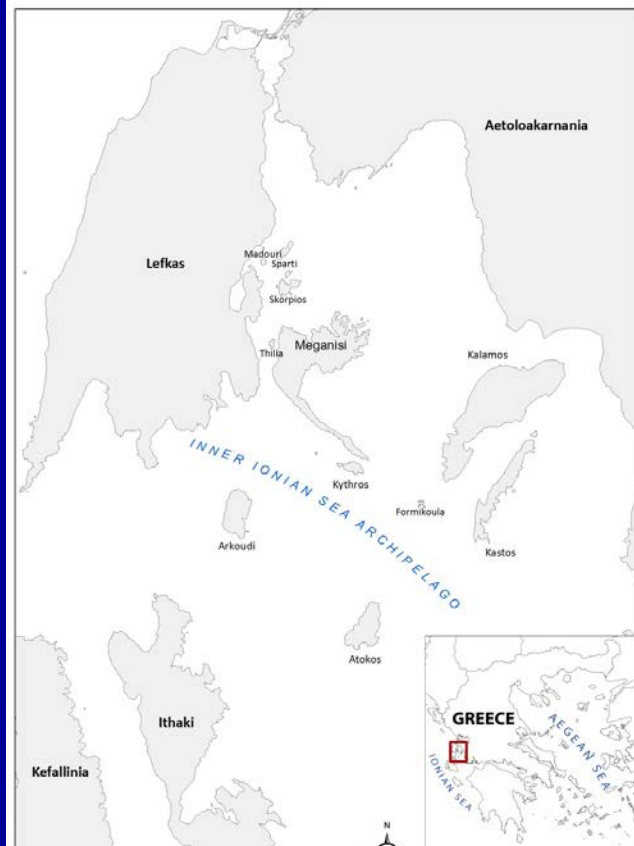 Aetoloakarnania
Lefkas
Madouri
Sparti
Skorpios
Thilia
Meganisi
Kalamos
INNER IONIAN SEA ARCHIPELAGO
Kythros
Formikoula
Arkoudi
Kastos
Atokos
Ithaki
Kefallinia
GREECE
AEGEAN SEA
IONIAN SEA
N